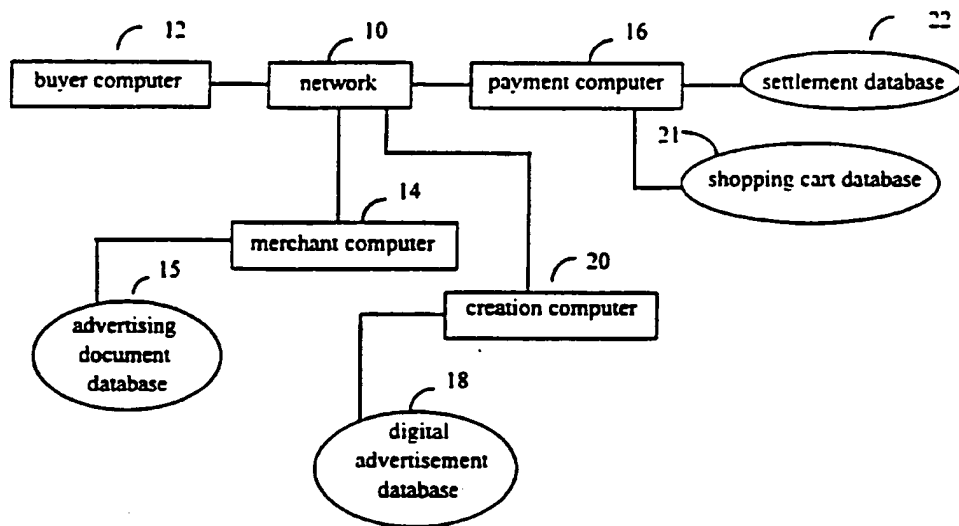 12
10
16
22
buyer computer
network
payment computer
settlement database
21
shopping cart database
14
merchant computer
15
20
advertising
document
database
creation computer
18
digital
advertisement
database